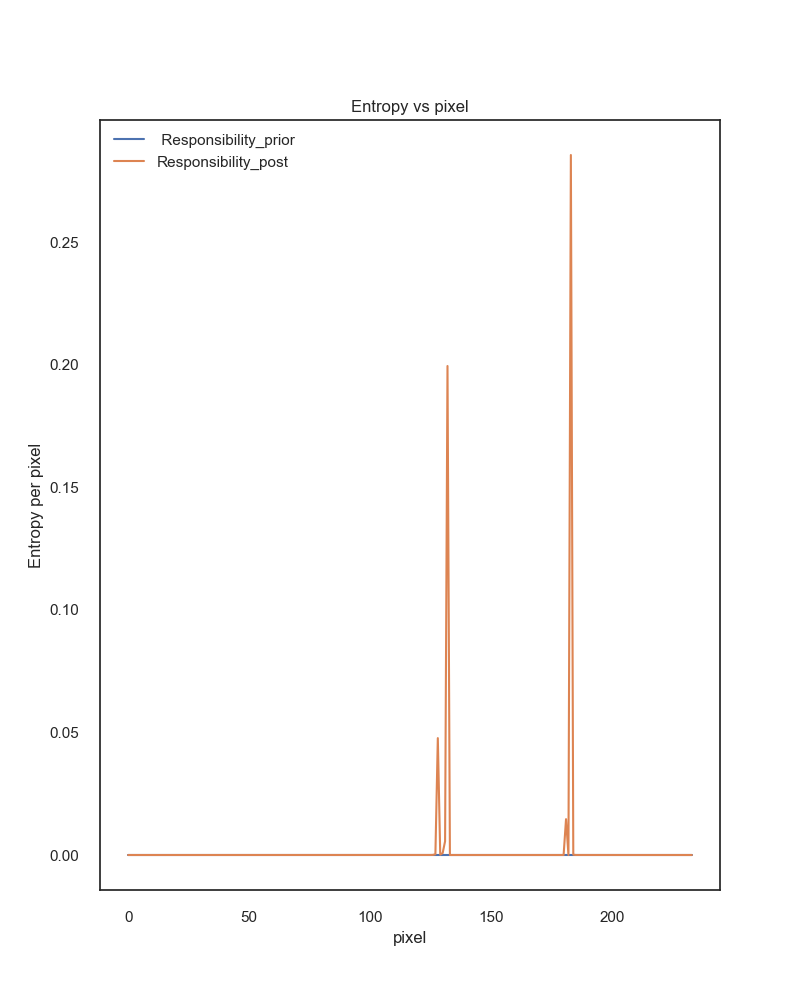 Entropy vs pixel
Responsibility_prior
Responsibility_post
0.25
0.20
0.15
0.10
0.05
0.00
Entropy per pixel
0 50 100 150 200
pixel